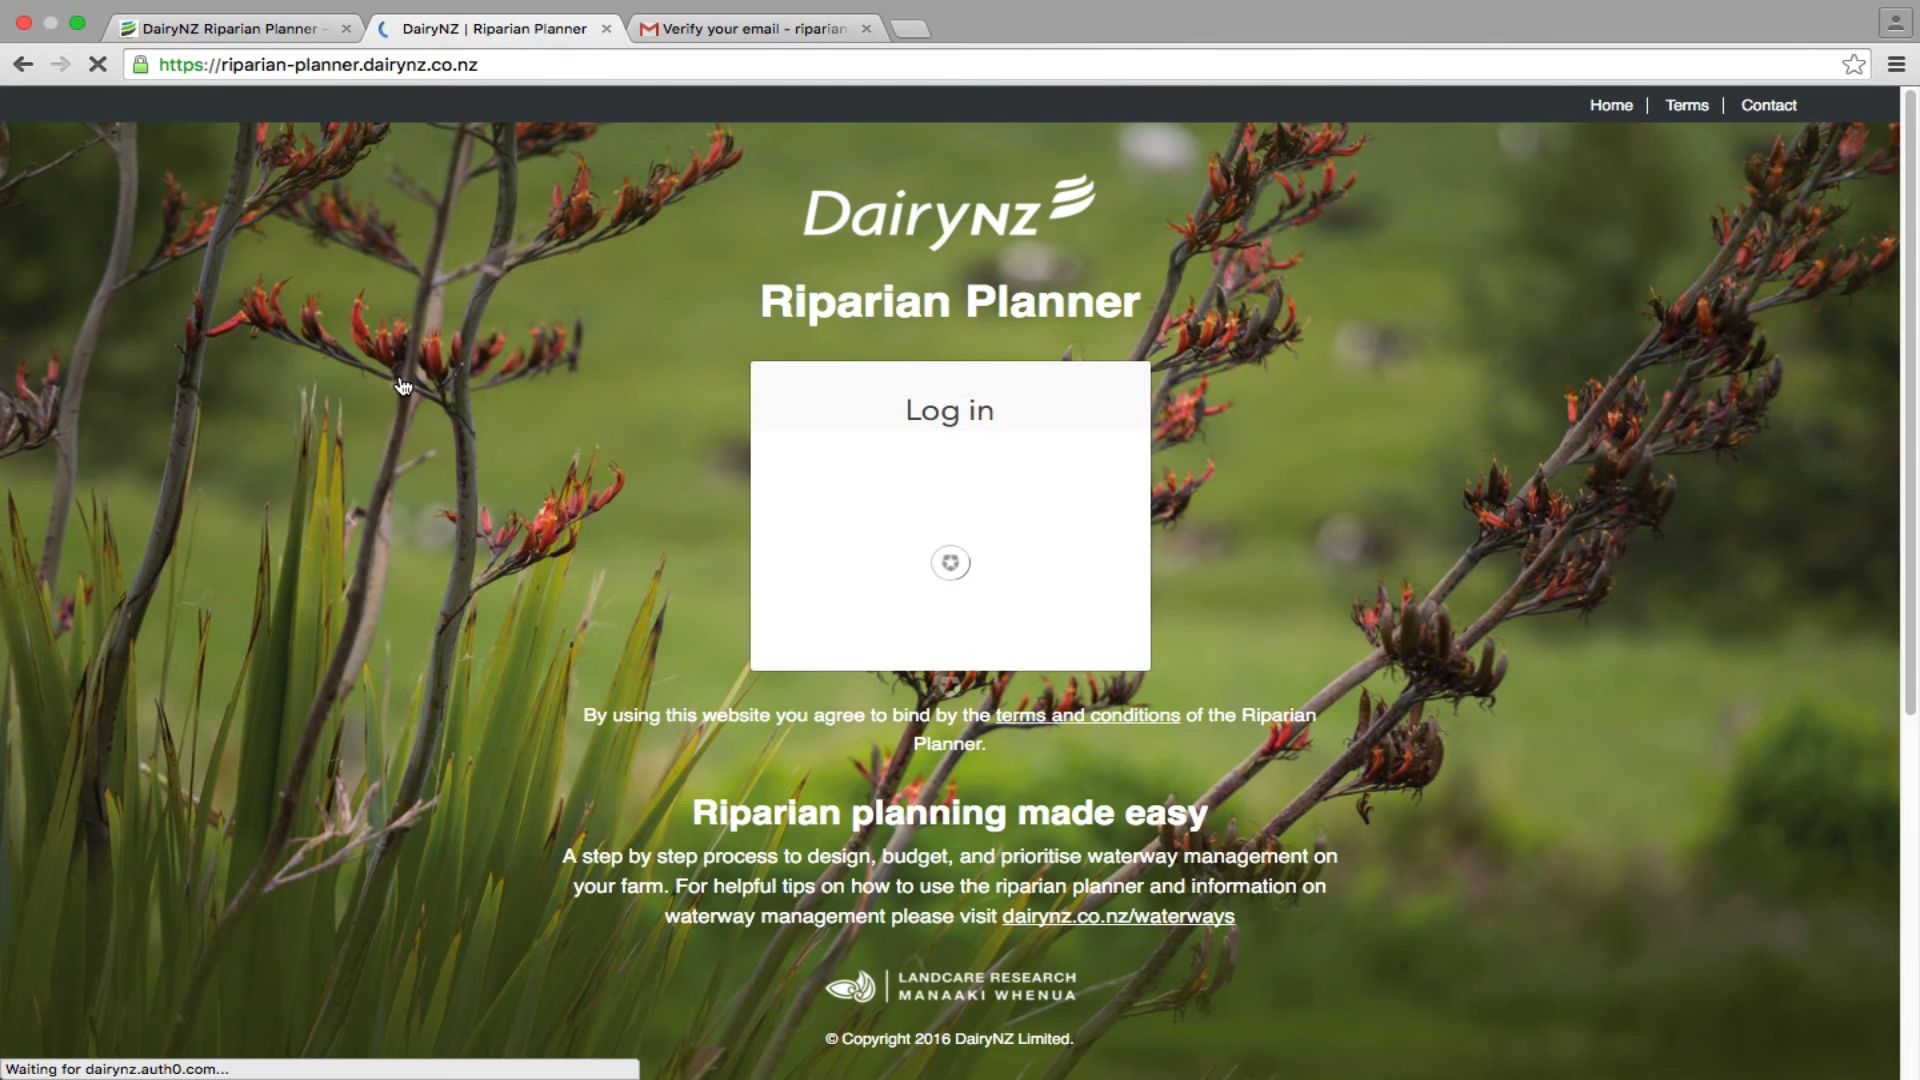 DairyNZ Riparian Planner -
DairyNZ | Riparian Planner
Verify your email - riparian
https://riparian-planner.dairynz.co.nz
Home | Terms | Contact
DairyNZ
Riparian Planner
Log in
By using this website you agree to bind by the terms and conditions of the Riparian
Planner.
Riparian planning made easy
A step by step process to design, budget, and prioritise waterway management on
your farm. For helpful tips on how to use the riparian planner and information on
waterway management please visit dairynz.co.nz/waterways
LANDCARE RESEARCH
MANAAKI WHENUA
© Copyright 2016 DairyNZ Limited.
Waiting for dairynz.auth0.com...